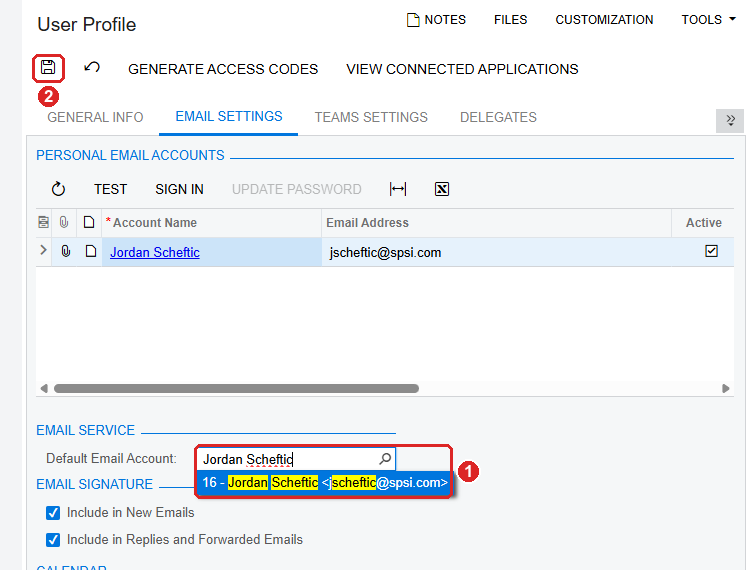 User Profile
NOTES FILES CUSTOMIZATION TOOLS
GENERATE ACCESS CODES VIEW CONNECTED APPLICATIONS
2
GENERAL INFO EMAIL SETTINGS TEAMS SETTINGS DELEGATES
PERSONAL EMAIL ACCOUNTS
TEST SIGN IN UPDATE PASSWORD
* Account Name Email Address Active
Jordan Scheftic jscheftic@spsi.com
EMAIL SERVICE
Default Email Account: Jordan Scheftic
16 - Jordan Scheftic <jscheftic@spsi.com>
1
EMAIL SIGNATURE
Include in New Emails
Include in Replies and Forwarded Emails
CALENDAR